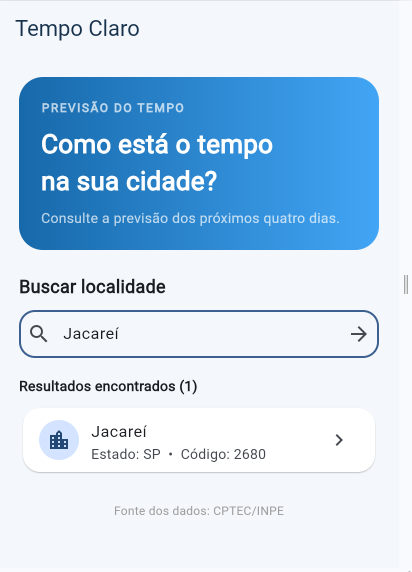 Tempo Claro
PREVISÃO DO TEMPO
Como está o tempo
na sua cidade?
Consulte a previsão dos próximos quatro dias.
Buscar localidade
Jacareí
Resultados encontrados (1)
Jacareí
Estado: SP • Código: 2680
Fonte dos dados: CPTEC/INPE